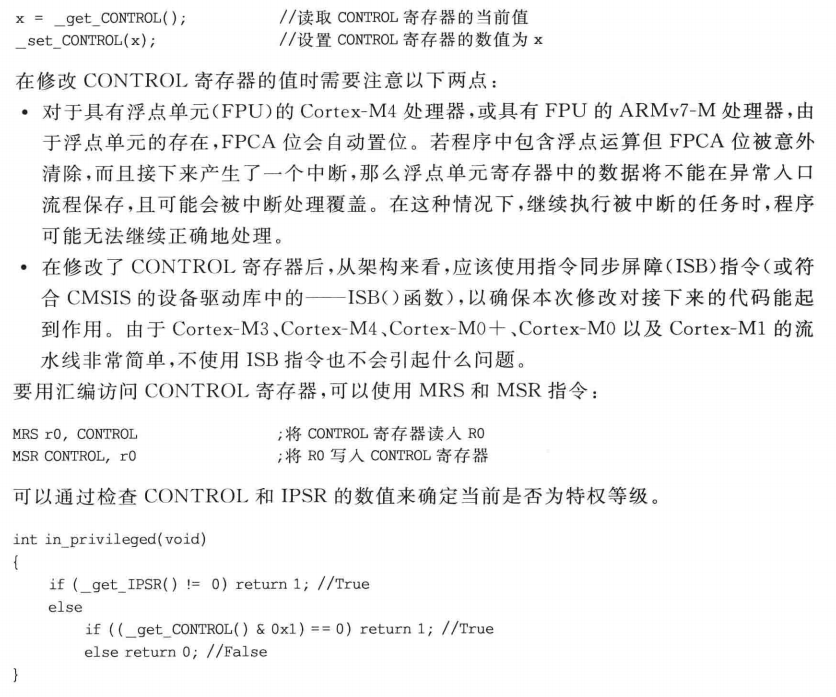 x = _get_CONTROL(); //读取 CONTROL 寄存器的当前值
_set_CONTROL(x); //设置 CONTROL 寄存器的数值为 x
在修改 CONTROL 寄存器的值时需要注意以下两点：
• 对于具有浮点单元(FPU)的 Cortex-M4 处理器,或具有 FPU 的 ARMv7-M 处理器,由
于浮点单元的存在,FPCA 位会自动置位。若程序中包含浮点运算但 FPCA 位被意外
清除,而且接下来产生了一个中断,那么浮点单元寄存器中的数据将不能在异常入口
流程保存,且可能会被中断处理覆盖。在这种情况下,继续执行被中断的任务时,程序
可能无法继续正确地处理。
• 在修改了 CONTROL 寄存器后,从架构来看,应该使用指令同步屏障(ISB)指令(或符
合 CMSIS 的设备驱动库中的——ISB()函数),以确保本次修改对接下来的代码能起
到作用。由于 Cortex-M3、Cortex-M4、Cortex-M0+、Cortex-M0 以及 Cortex-M1 的流
水线非常简单,不使用 ISB 指令也不会引起什么问题。
要用汇编访问 CONTROL 寄存器,可以使用 MRS 和 MSR 指令：
MRS r0, CONTROL ;将 CONTROL 寄存器读入 R0
MSR CONTROL, r0 ;将 R0 写入 CONTROL 寄存器
可以通过检查 CONTROL 和 IPSR 的数值来确定当前是否为特权等级。
int in_privileged(void)
{
if (_get_IPSR() != 0) return 1; //True
else
if ((_get_CONTROL() & 0x1) == 0) return 1; //True
else return 0; //False
}